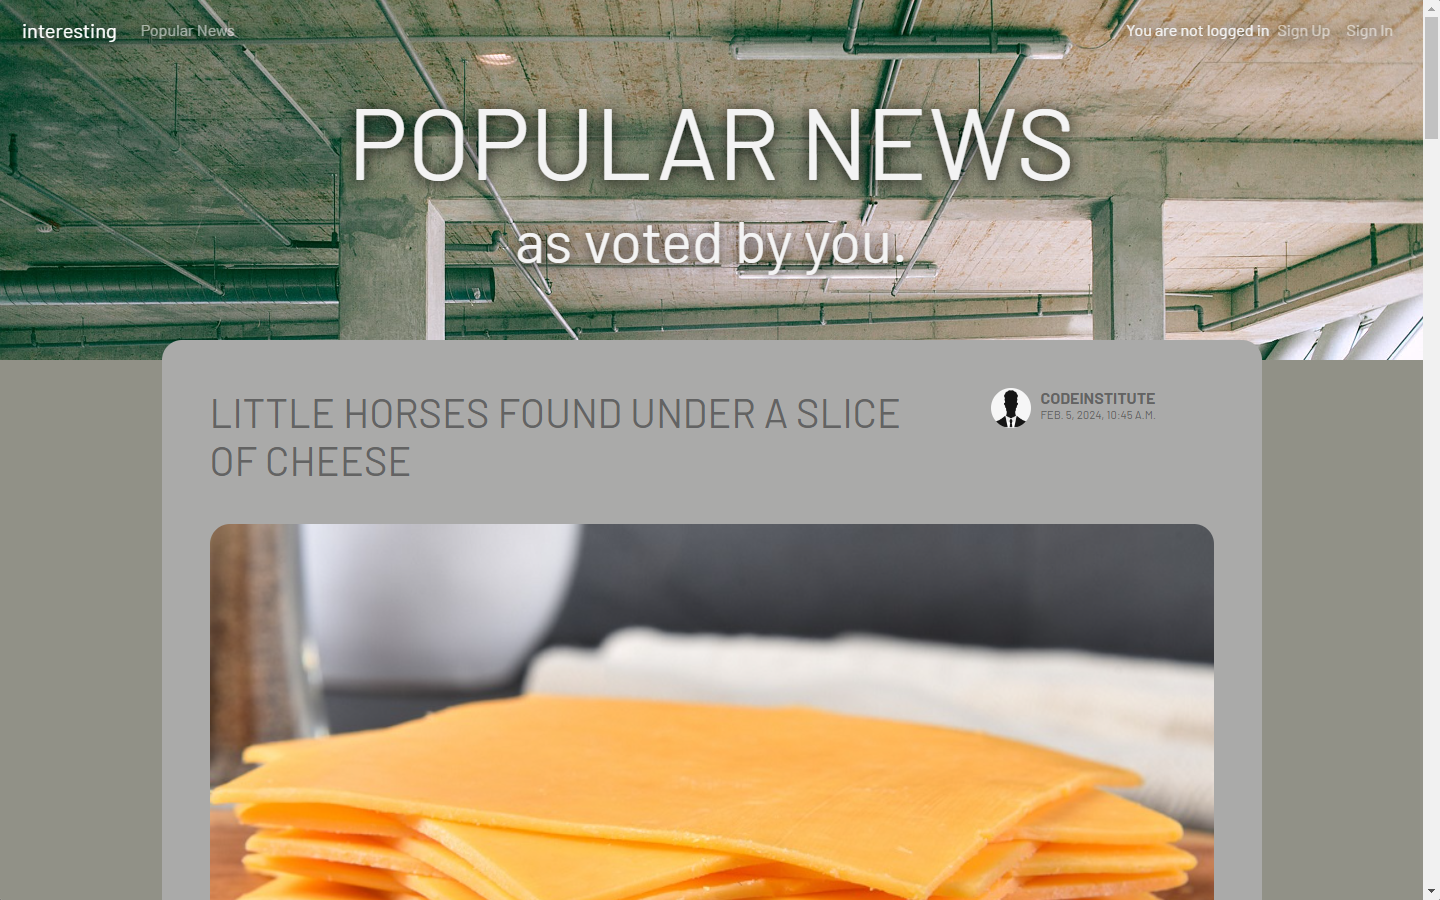 interesting Popular News You are not logged in Sign Up Sign In
POPULAR NEWS
as voted by you.
LITTLE HORSES FOUND UNDER A SLICE
OF CHEESE
CODEINSTITUTE
FEB. 5, 2024, 10:45 A.M.